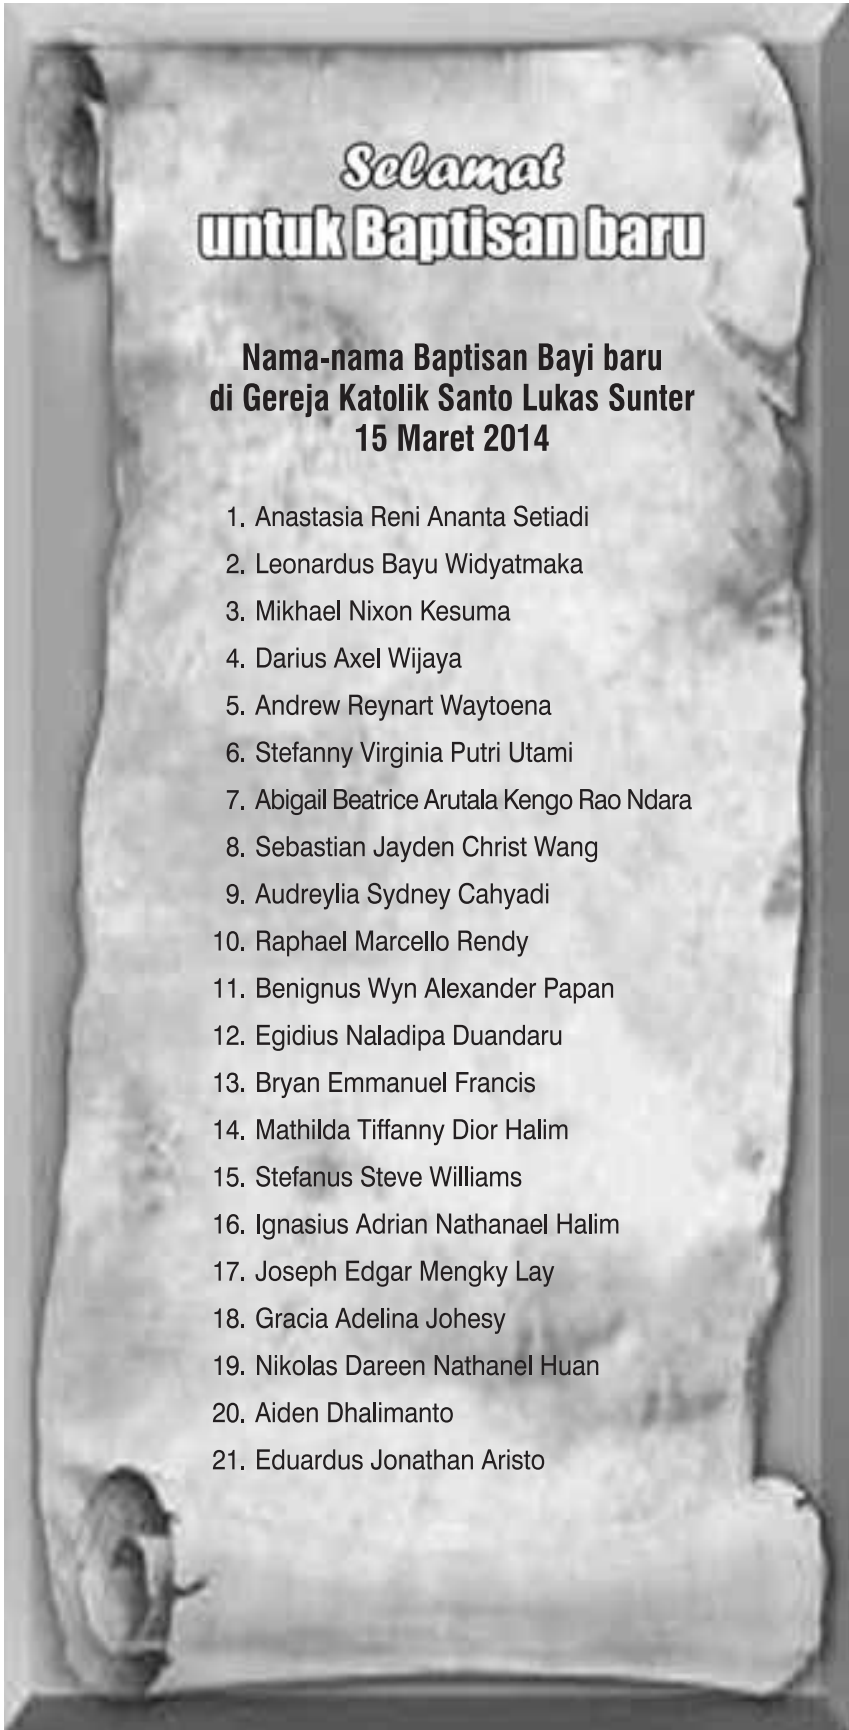 Selamat
untuk Baptisan baru
Nama-nama Baptisan Bayi baru
di Gereja Katolik Santo Lukas Sunter
15 Maret 2014
1. Anastasia Reni Ananta Setiadi
2. Leonardus Bayu Widyatmaka
3. Mikhael Nixon Kesuma
4. Darius Axel Wijaya
5. Andrew Reynart Waytoena
6. Stefanny Virginia Putri Utami
7. Abigail Beatrice Arutala Kengo Rao Ndara
8. Sebastian Jayden Christ Wang
9. Audreylia Sydney Cahyadi
10. Raphael Marcello Rendy
11. Benignus Wyn Alexander Papan
12. Egidius Naladipa Duandaru
13. Bryan Emmanuel Francis
14. Mathilda Tiffanny Dior Halim
15. Stefanus Steve Williams
16. Ignasius Adrian Nathanael Halim
17. Joseph Edgar Mengky Lay
18. Gracia Adelina Johesy
19. Nikolas Dareen Nathanel Huan
20. Aiden Dhalimanto
21. Eduardus Jonathan Aristo